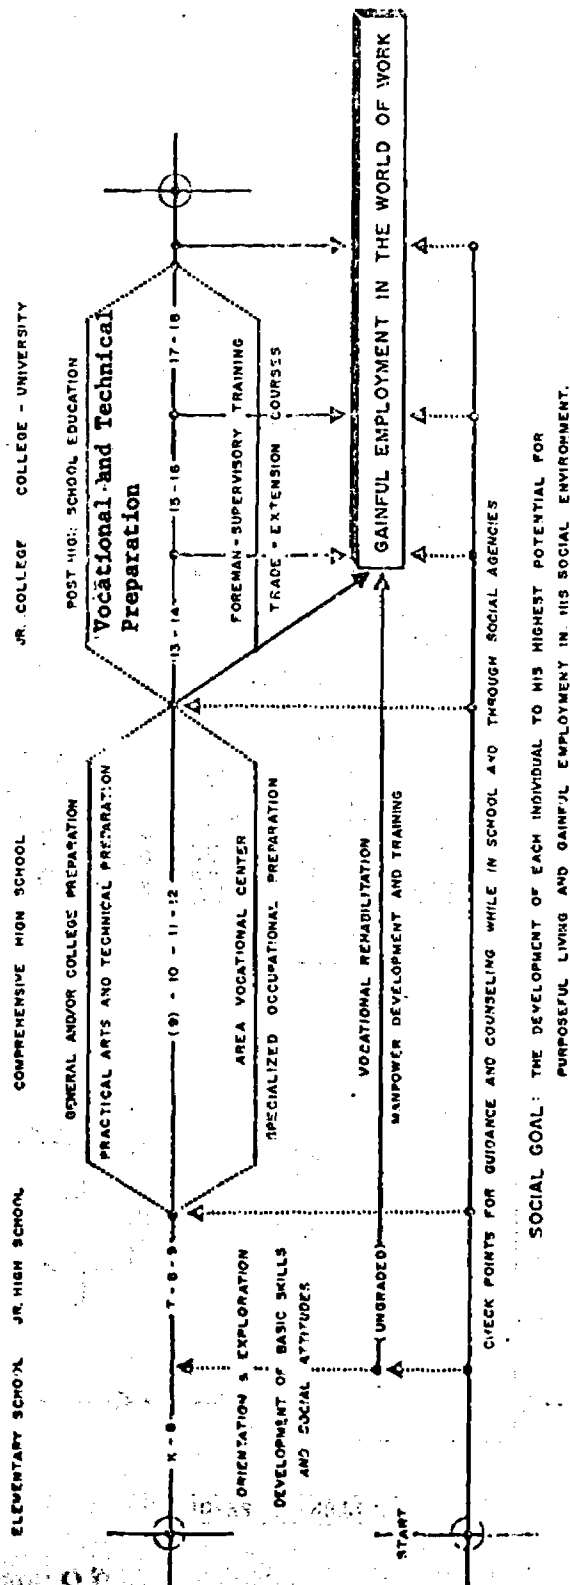 ELEMENTARY SCHOOL JR. HIGH SCHOOL COMPREHENSIVE HIGH SCHOOL JR. COLLEGE COLLEGE - UNIVERSITY
GENERAL AND/OR COLLEGE PREPARATION
PRACTICAL ARTS AND TECHNICAL PREPARATION
POST HIGH SCHOOL EDUCATION
Vocational and Technical
Preparation
K - 6 7 - 8 - 9 (9) - 10 - 11 - 12 13 - 14 15 - 16 17 - 18
ORIENTATION & EXPLORATION
DEVELOPMENT OF BASIC SKILLS
AND SOCIAL ATTITUDES
AREA VOCATIONAL CENTER
SPECIALIZED OCCUPATIONAL PREPARATION
FOREMAN - SUPERVISORY TRAINING
TRADE - EXTENSION COURSES
VOCATIONAL REHABILITATION
(UNGRADED)
MANPOWER DEVELOPMENT AND TRAINING
GAINFUL EMPLOYMENT IN THE WORLD OF WORK
START
CHECK POINTS FOR GUIDANCE AND COUNSELING WHILE IN SCHOOL AND THROUGH SOCIAL AGENCIES
SOCIAL GOAL: THE DEVELOPMENT OF EACH INDIVIDUAL TO HIS HIGHEST POTENTIAL FOR
PURPOSEFUL LIVING AND GAINFUL EMPLOYMENT IN HIS SOCIAL ENVIRONMENT.